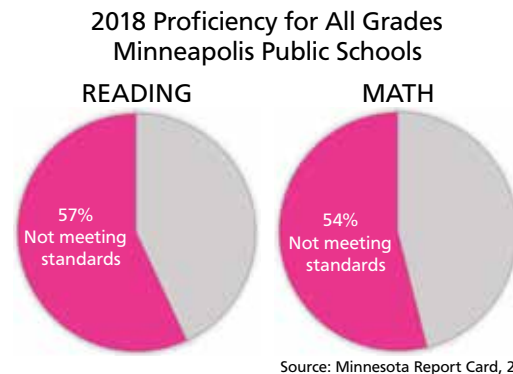 2018 Proficiency for All Grades
Minneapolis Public Schools
READING
MATH
57%
Not meeting
standards
54%
Not meeting
standards
Source: Minnesota Report Card, 2